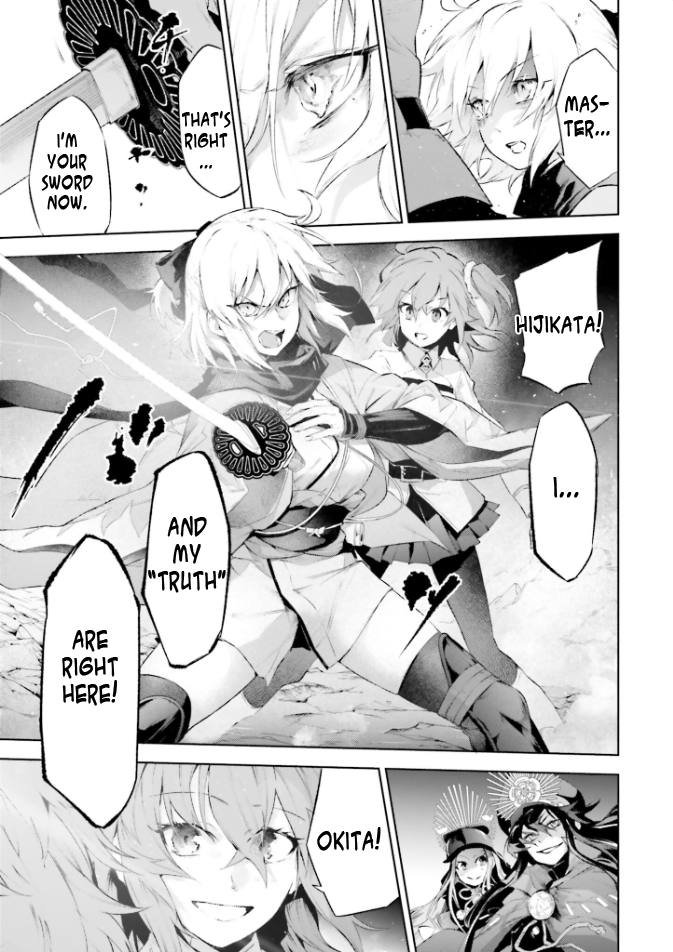 MAS-
TER...
THAT'S
RIGHT
...
I'M
YOUR
SWORD
NOW.
HIJIKATA!
I...
AND
MY
"TRUTH"
ARE
RIGHT
HERE!
OKITA!